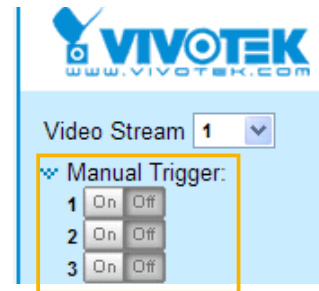 VIVOTEK
www.vivotek.com
Video Stream 1
Manual Trigger:
1 On Off
2 On Off
3 On Off